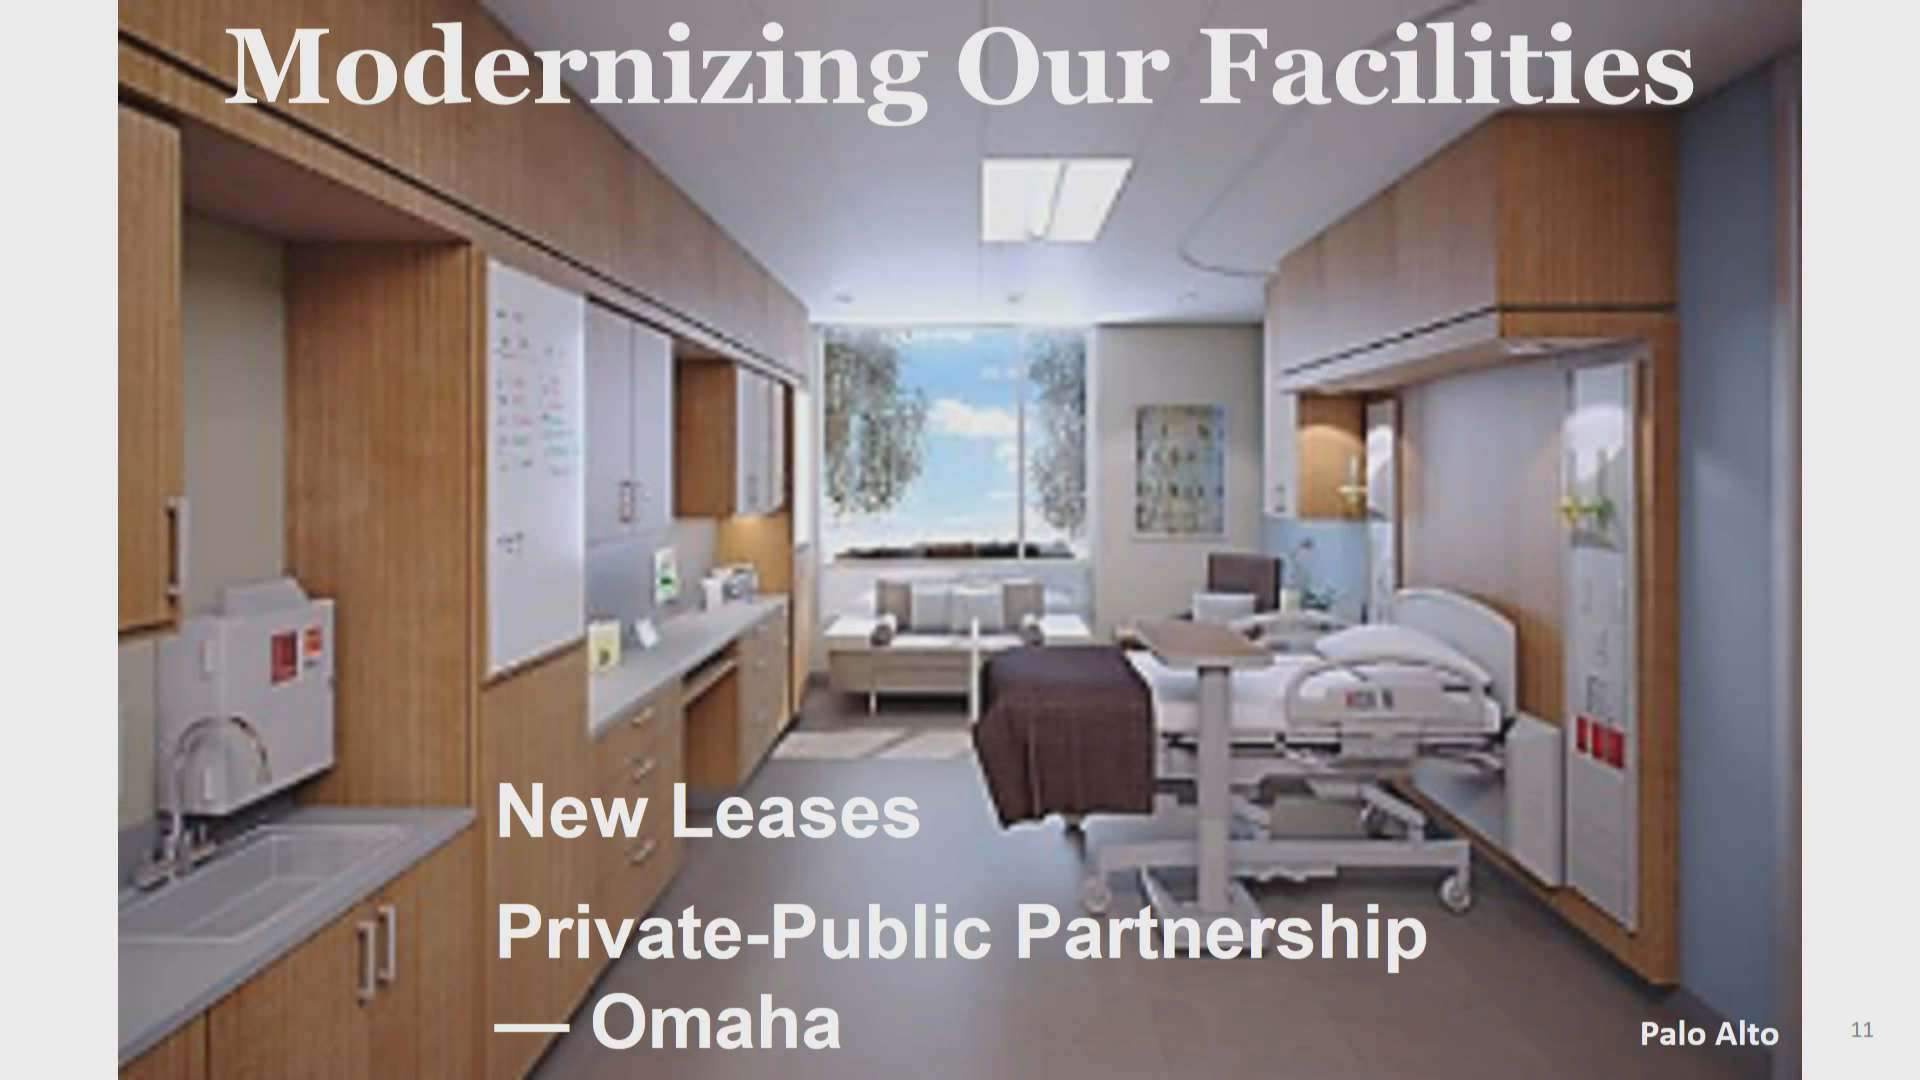 Modernizing Our Facilities
New Leases
Private-Public Partnership
— Omaha
Palo Alto
11